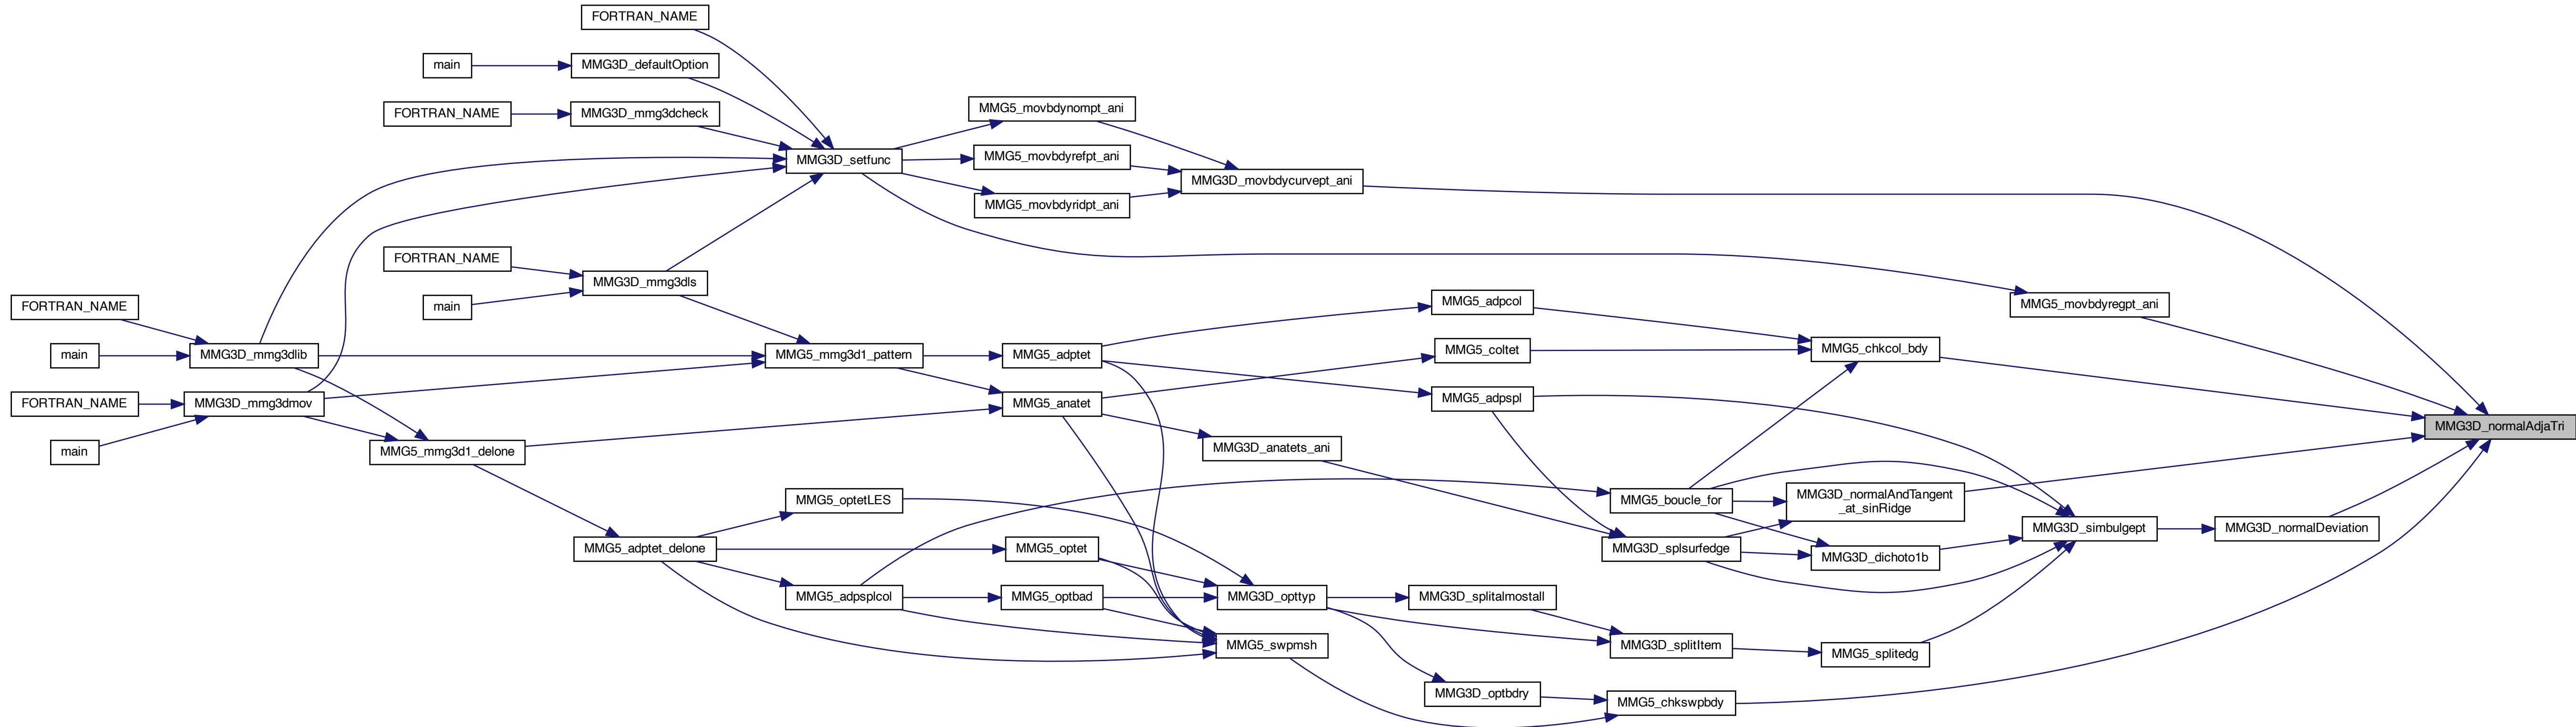 FORTRAN_NAME
main
MMG3D_defaultOption
FORTRAN_NAME
MMG3D_mmg3dcheck
MMG3D_setfunc
MMG5_movbdynompt_ani
MMG5_movbdyrefpt_ani
MMG5_movbdyridpt_ani
MMG3D_movbdycurvept_ani
FORTRAN_NAME
main
MMG3D_mmg3dls
MMG5_movbdyregpt_ani
FORTRAN_NAME
main
MMG3D_mmg3dlib
FORTRAN_NAME
main
MMG3D_mmg3dmov
MMG5_mmg3d1_pattern
MMG5_mmg3d1_delone
MMG5_adptet
MMG5_anatet
MMG5_adpcol
MMG5_coltet
MMG5_adpspl
MMG3D_anatets_ani
MMG5_chkcol_bdy
MMG3D_normalAdjaTri
MMG5_optetLES
MMG5_adptet_delone
MMG5_optet
MMG5_adpsplcol
MMG5_optbad
MMG3D_opttyp
MMG5_swpmsh
MMG3D_splitalmostall
MMG5_boucle_for
MMG3D_splsurfedge
MMG3D_normalAndTangent
_at_sinRidge
MMG3D_dichoto1b
MMG3D_simbulgept
MMG3D_normalDeviation
MMG3D_splitItem
MMG5_splitedg
MMG3D_optbdry
MMG5_chkswpbdy